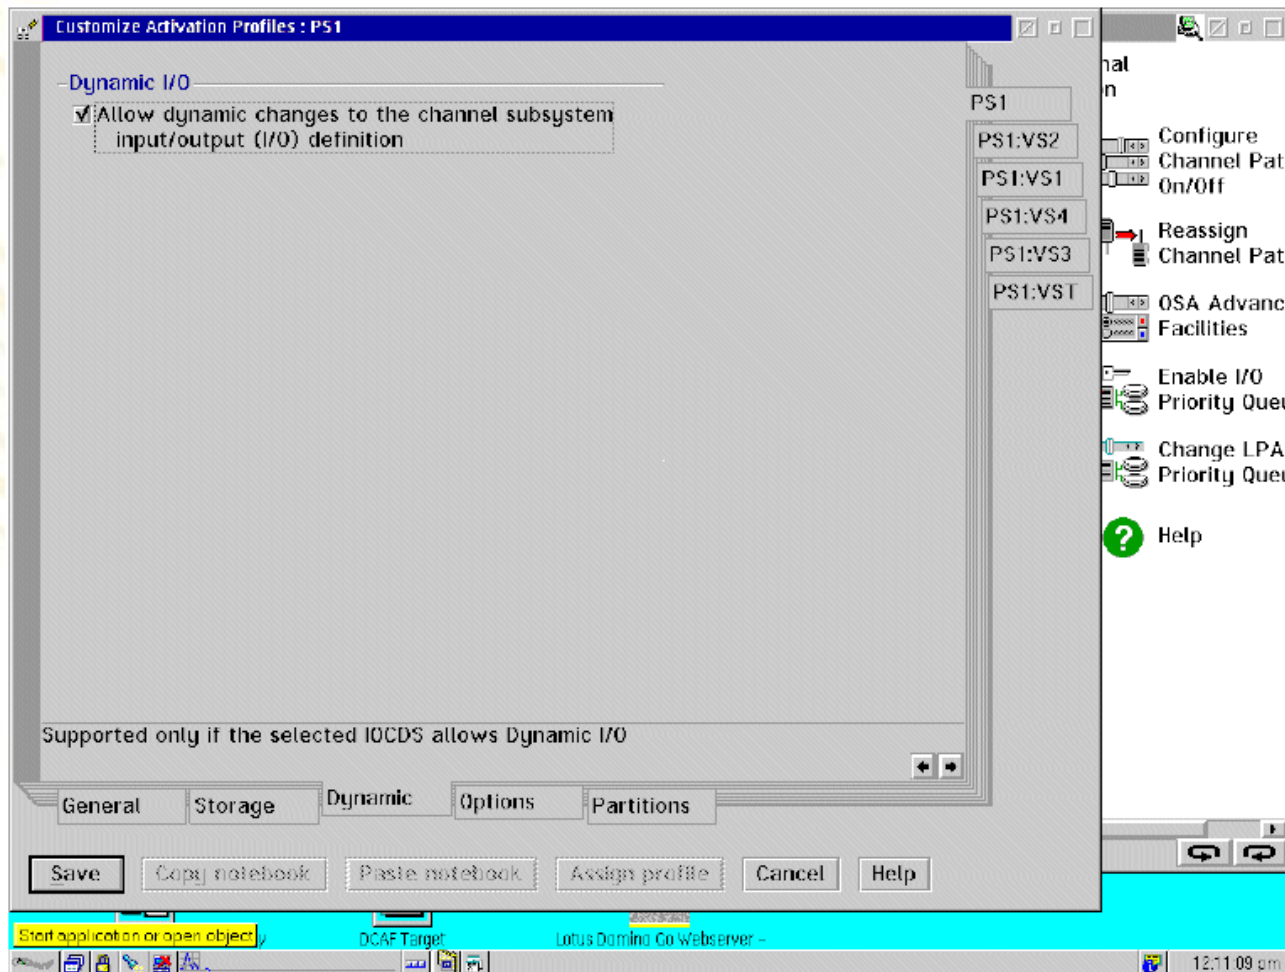 Customize Activation Profiles : PS1
Dynamic I/O
Allow dynamic changes to the channel subsystem
input/output (I/O) definition
PS1
PS1:VS2
PS1:VS1
PS1:VS4
PS1:VS3
PS1:VST
Supported only if the selected IOCDS allows Dynamic I/O
General
Storage
Dynamic
Options
Partitions
Save
Copy notebook
Paste notebook
Assign profile
Cancel
Help
nal
n
Configure
Channel Pat
On/Off
Reassign
Channel Pat
OSA Advanc
Facilities
Enable I/O
Priority Queu
Change LPA
Priority Queu
Help
Start application or open object
y
DCAF Target
Lotus Domino Go Webserver -
12:11:09 pm